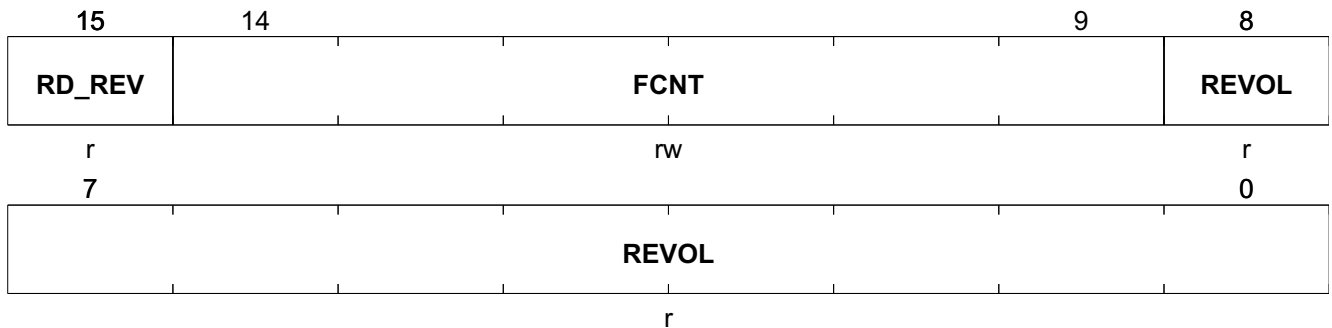 15 14 9 8
RD_REV FCNT REVOL
r rw r
7 0
REVOL
r